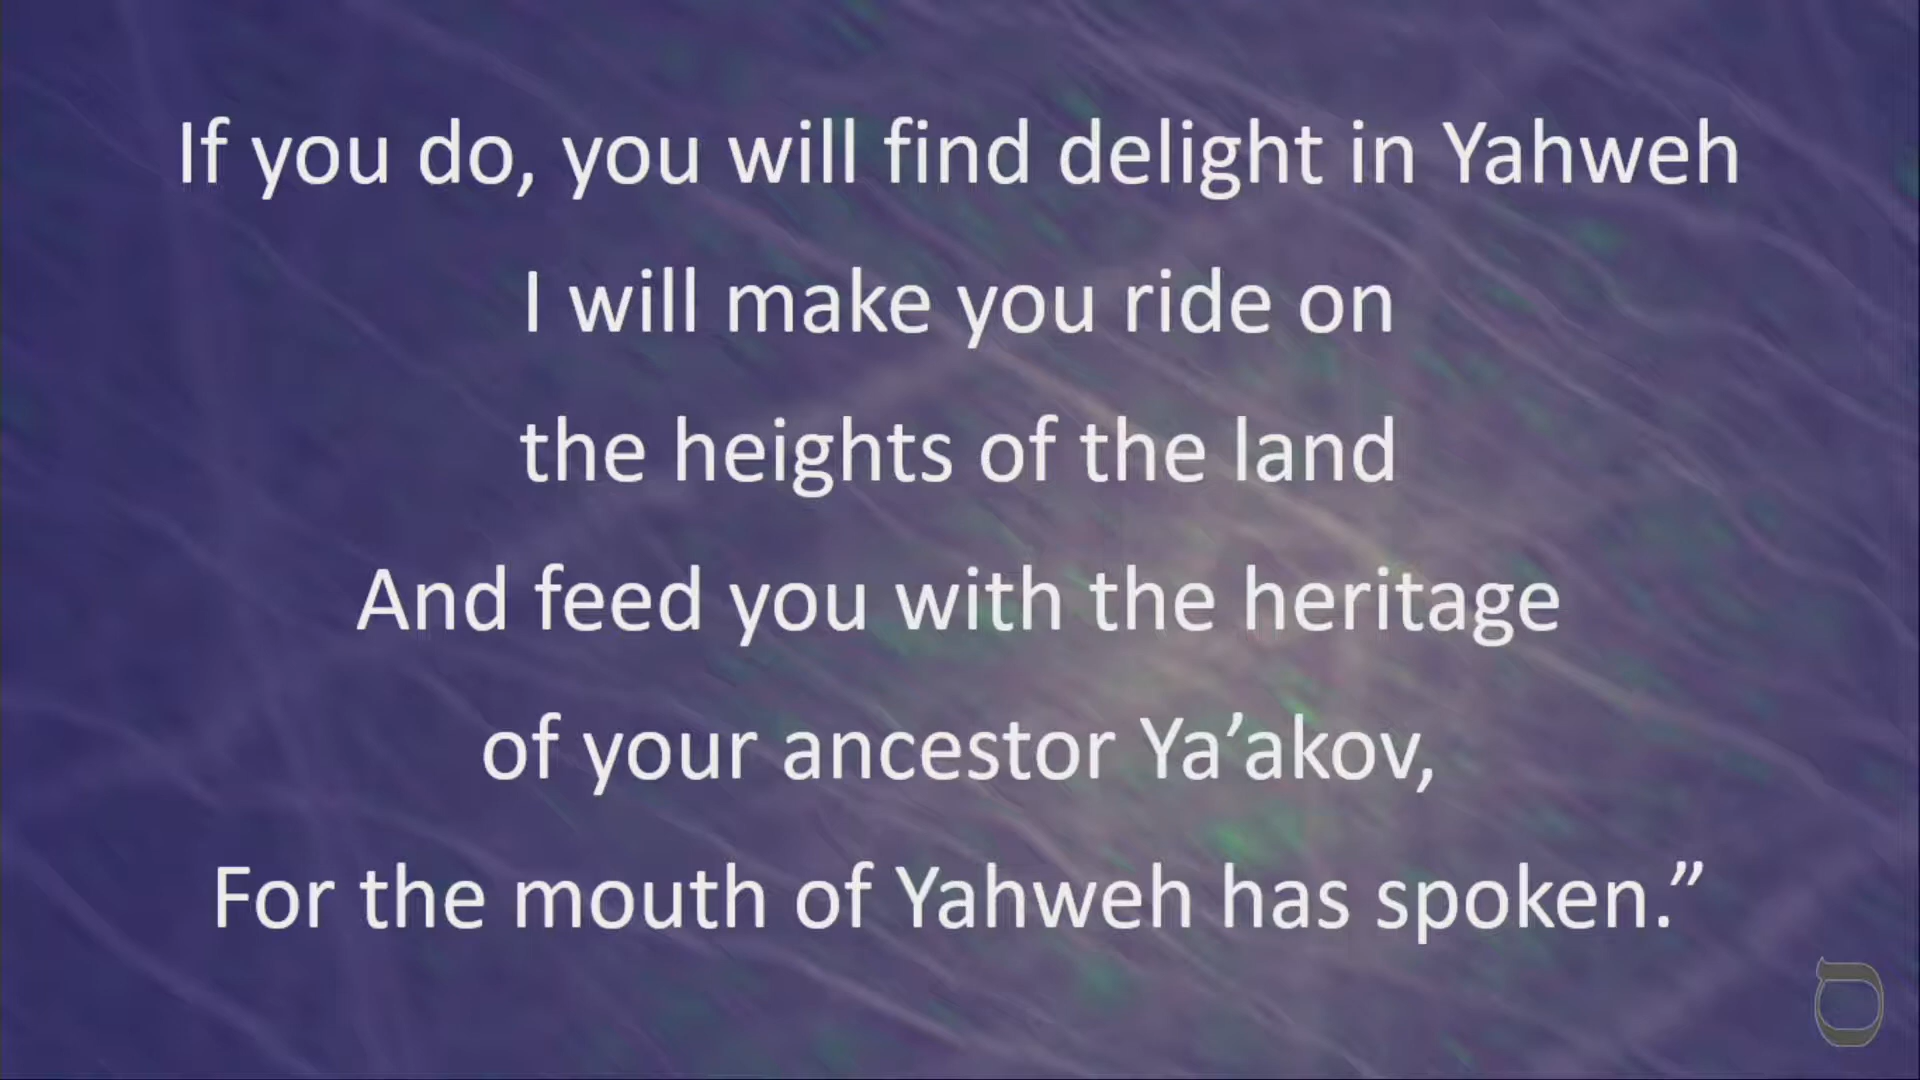 If you do, you will find delight in Yahweh
I will make you ride on
the heights of the land
And feed you with the heritage
of your ancestor Ya’akov,
For the mouth of Yahweh has spoken.”
ס